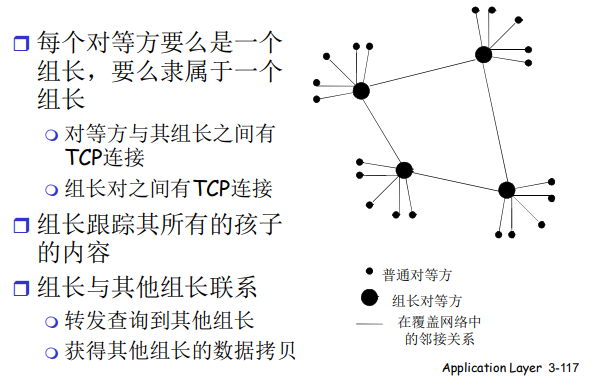 每个对等方要么是一个
组长，要么隶属于一个
组长
对等方与其组长之间有
TCP连接
组长对之间有TCP连接
组长跟踪其所有的孩子
的内容
组长与其他组长联系
转发查询到其他组长
获得其他组长的数据拷贝
普通对等方
组长对等方
在覆盖网络中
的邻接关系
Application Layer 3-117